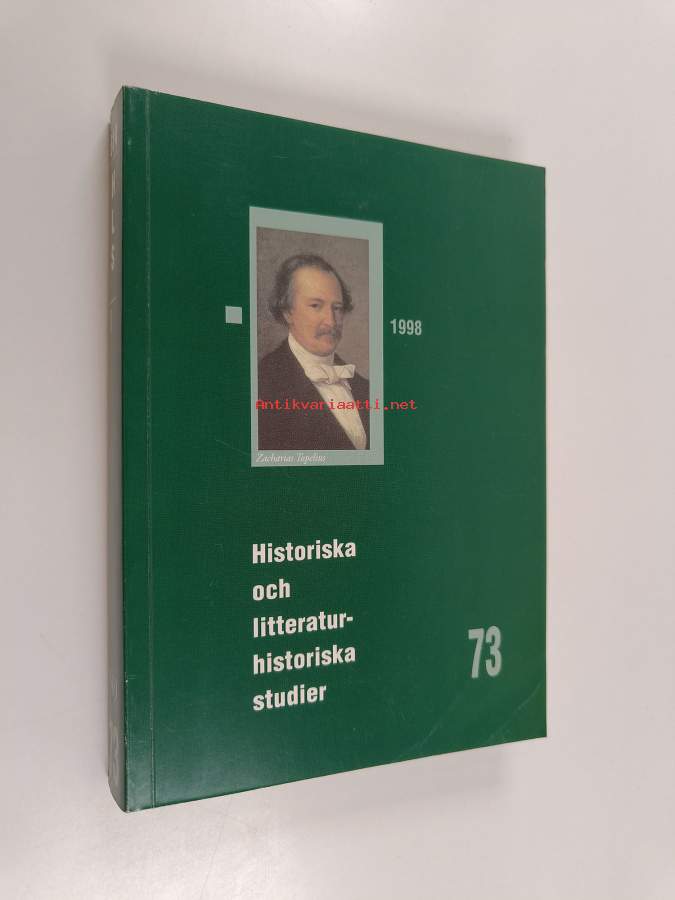 1998
Antikvariaatti.net
Zacharias Topelius
Historiska
och
litteratur-
historiska
studier
73